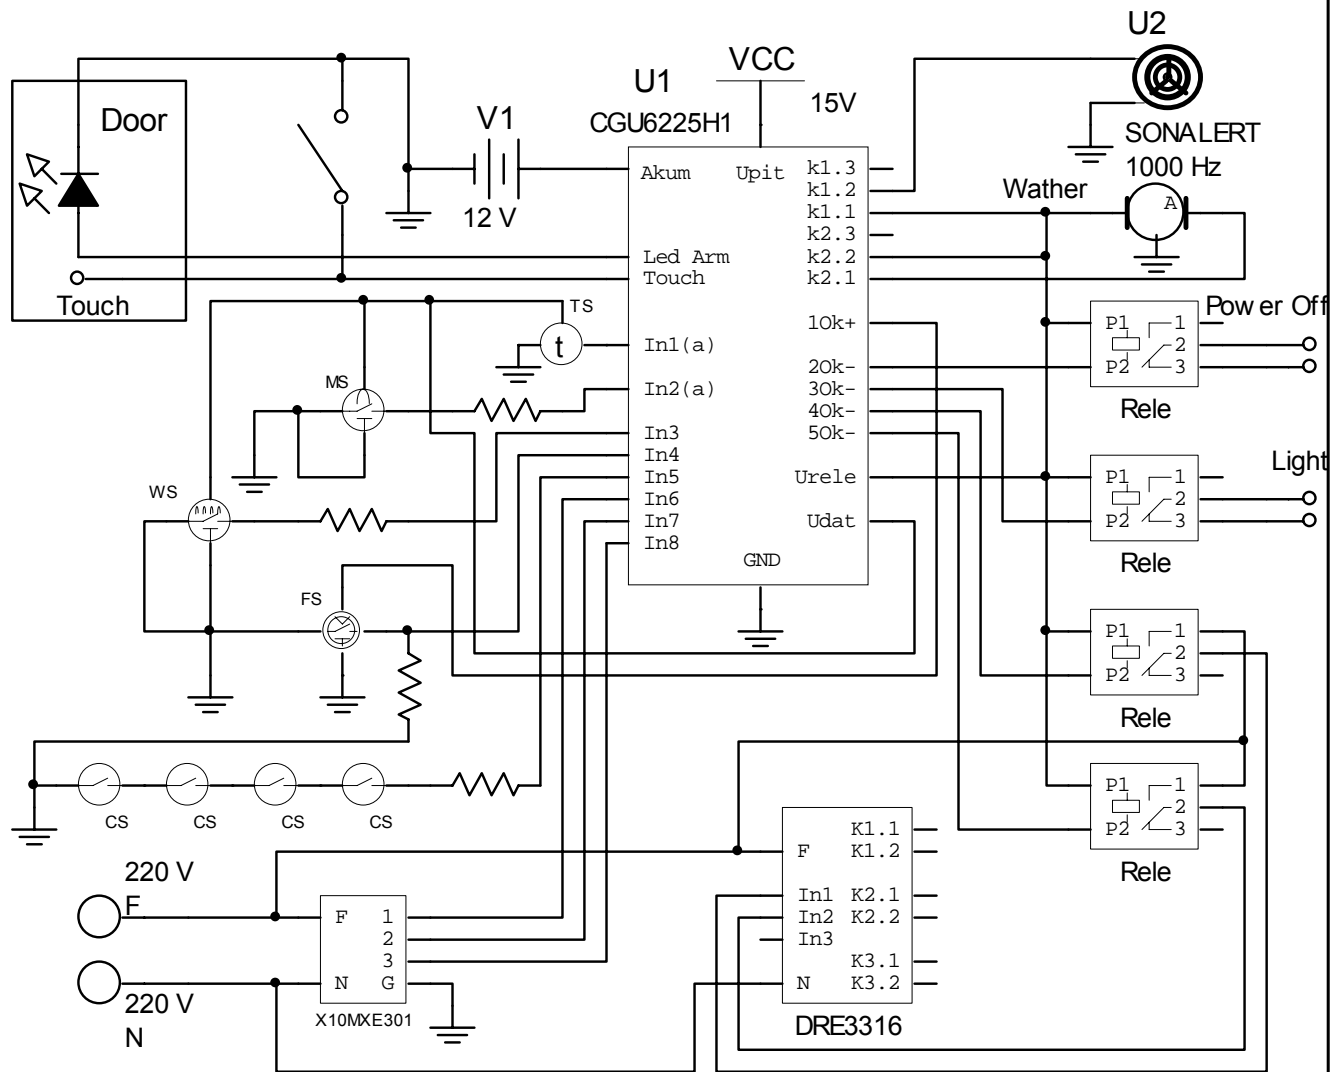 U2
VCC
U1
15V
Door
V1
CGU6225H1
SONALERT
1000 Hz
Akum
Upit
k1.3
k1.2
k1.1
k2.3
k2.2
k2.1
Wather
A
12 V
Led Arm
Touch
Touch
TS
t
In1(a)
1Ok+
Power Off
P1
1
2
P2
3
Rele
MS
In2(a)
2Ok-
3Ok-
4Ok-
5Ok-
In3
In4
In5
In6
In7
In8
Urele
Udat
GND
Light
P1
1
2
P2
3
Rele
WS
FS
P1
1
2
P2
3
Rele
CS
CS
CS
CS
P1
1
2
P2
3
Rele
220 V
F
F
1
2
3
N
G
X10MXE301
220 V
N
K1.1
F
K1.2
In1
K2.1
In2
K2.2
In3
K3.1
N
K3.2
DRE3316